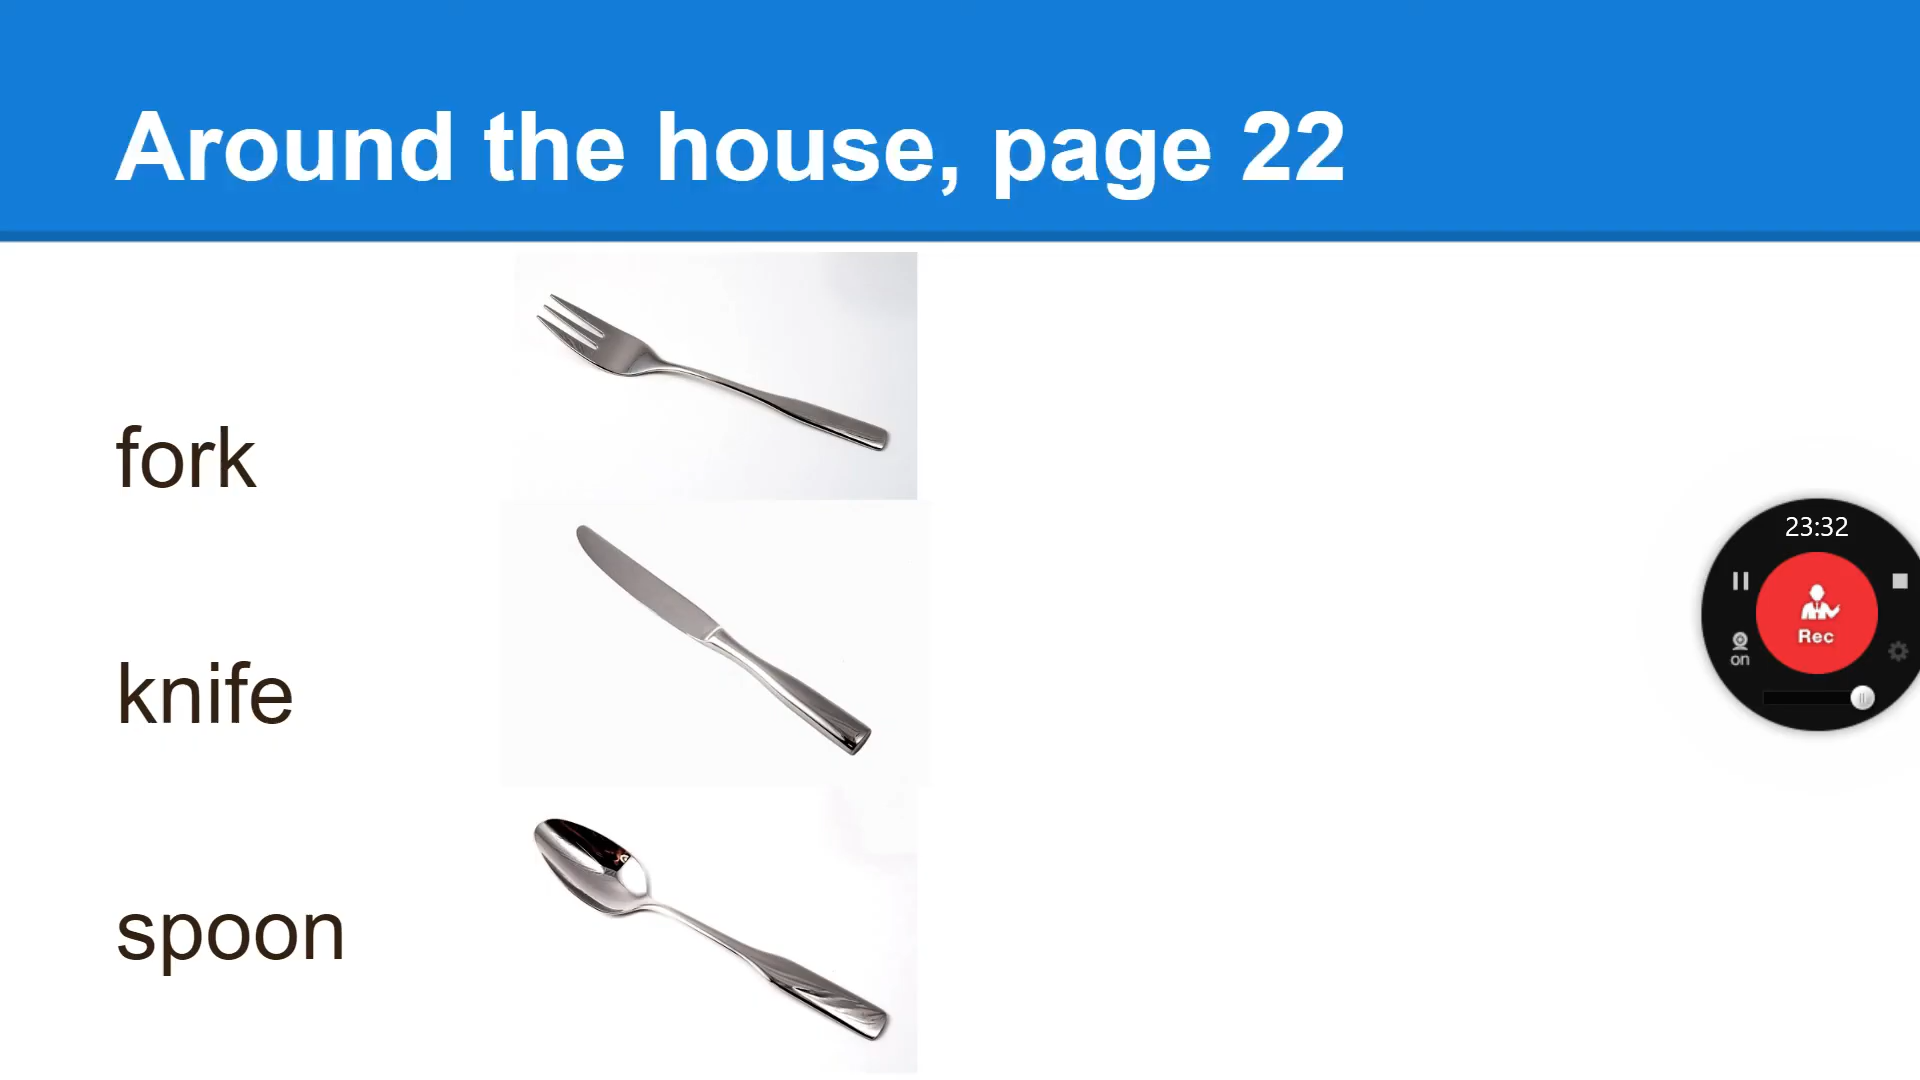 Around the house, page 22
fork
knife
spoon
23:32
Rec
on